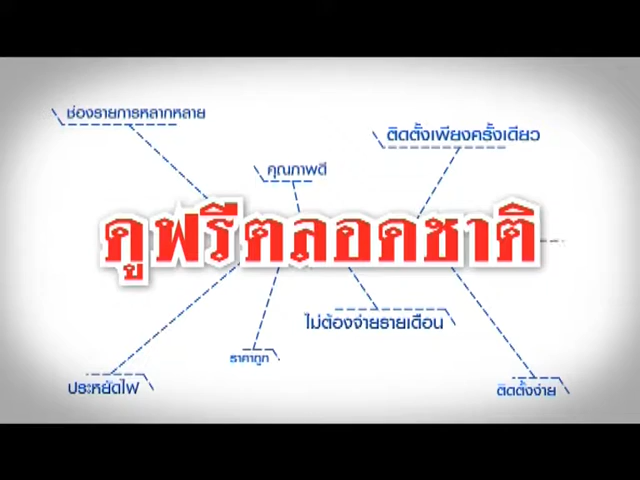 ช่องรายการหลากหลาย
ติดตั้งเพียงครั้งเดียว
คุณภาพดี
ดูฟรีตลอดชาติ
ไม่ต้องจ่ายรายเดือน
ราคาถูก
ประหยัดไฟ
ติดตั้งง่าย